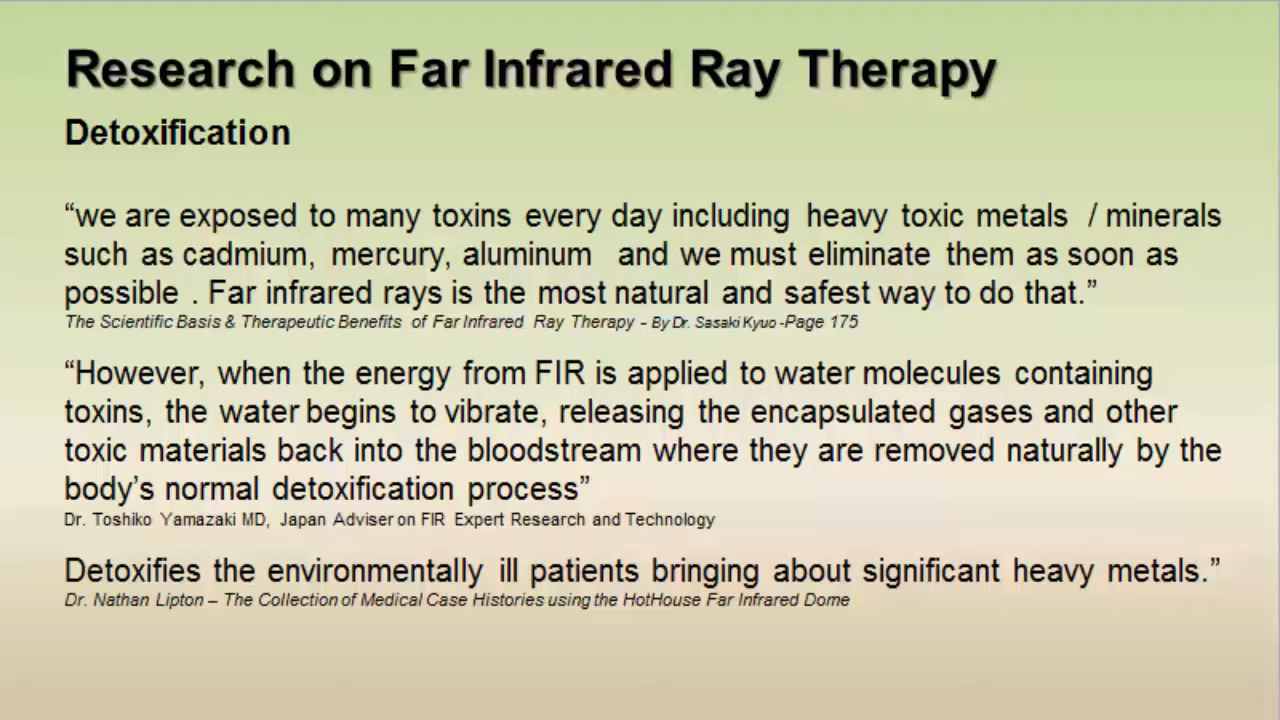 Research on Far Infrared Ray Therapy
Detoxification
“we are exposed to many toxins every day including heavy toxic metals / minerals
such as cadmium, mercury, aluminum and we must eliminate them as soon as
possible . Far infrared rays is the most natural and safest way to do that.”
The Scientific Basis & Therapeutic Benefits of Far Infrared Ray Therapy - By Dr. Sasaki Kyuo -Page 175
“However, when the energy from FIR is applied to water molecules containing
toxins, the water begins to vibrate, releasing the encapsulated gases and other
toxic materials back into the bloodstream where they are removed naturally by the
body’s normal detoxification process”
Dr. Toshiko Yamazaki MD, Japan Adviser on FIR Expert Research and Technology
Detoxifies the environmentally ill patients bringing about significant heavy metals.”
Dr. Nathan Lipton – The Collection of Medical Case Histories using the HotHouse Far Infrared Dome